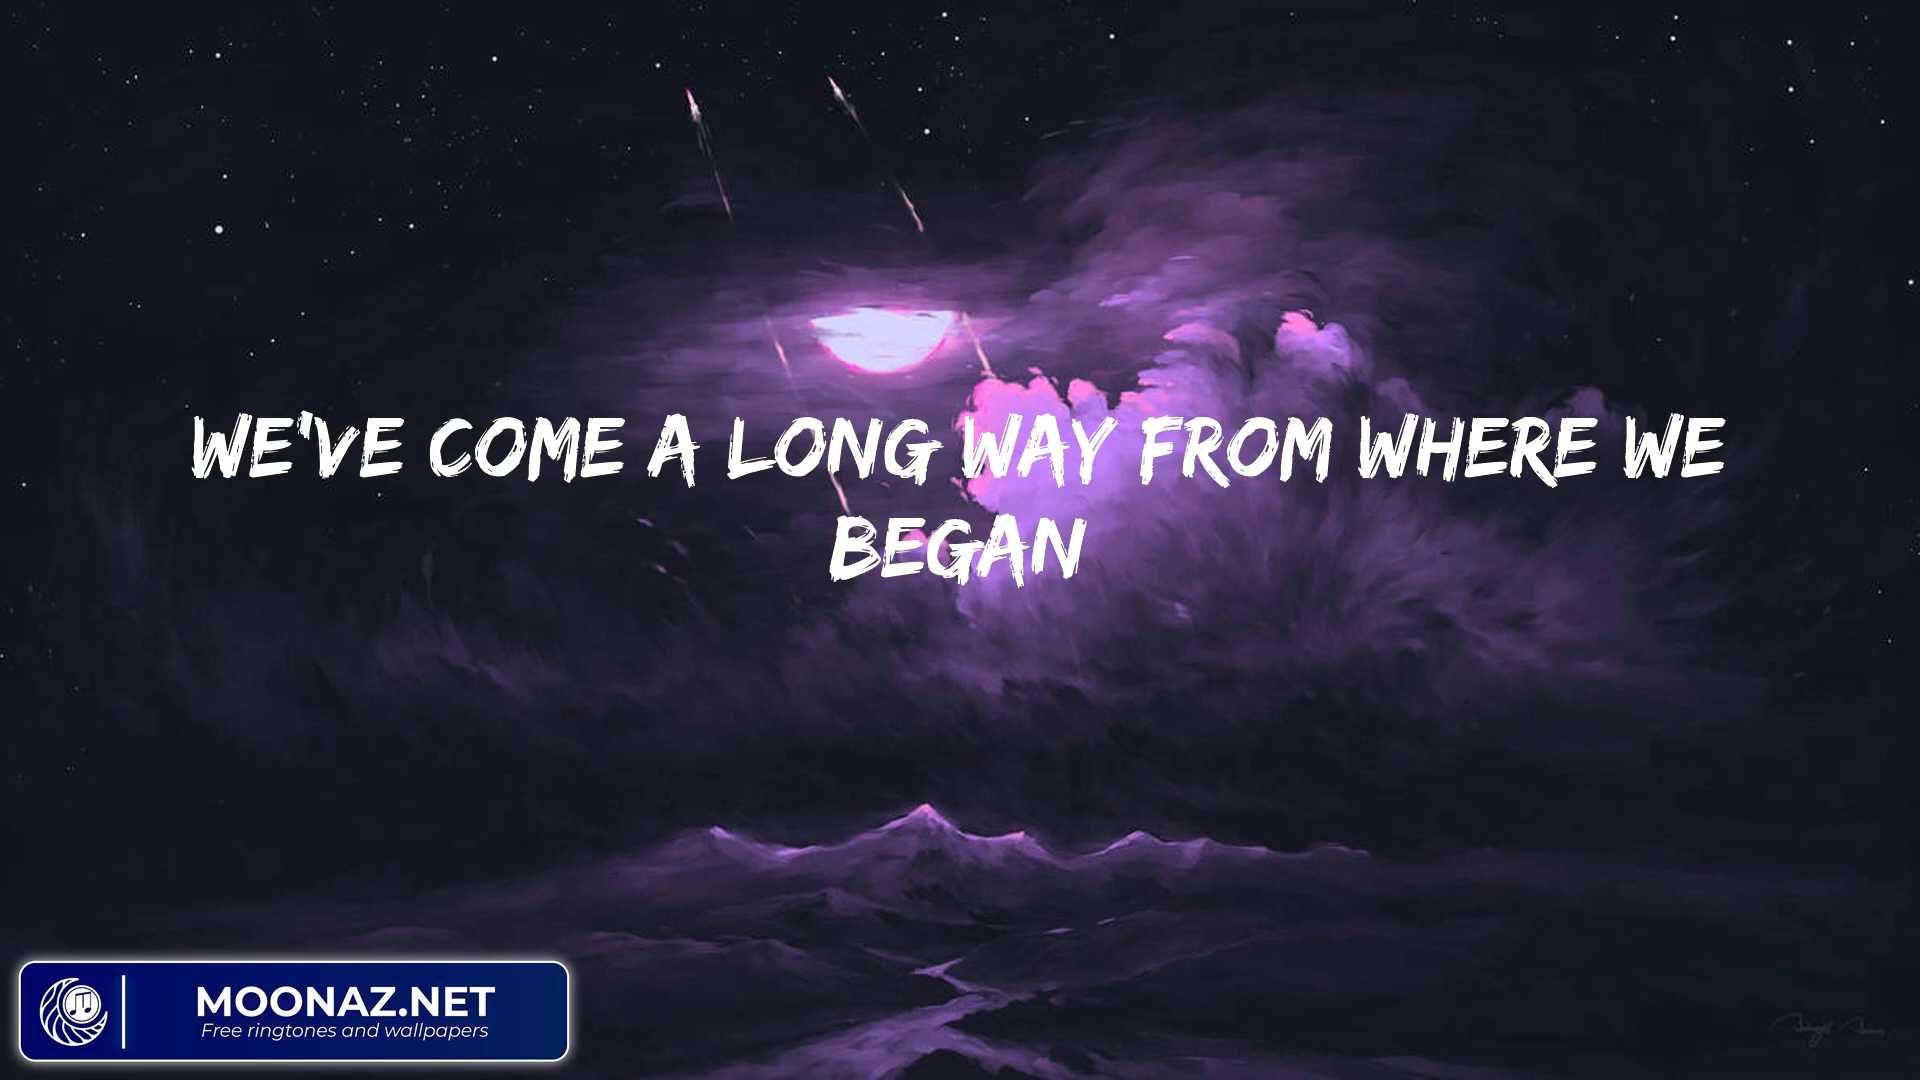 WE'VE COME A LONG WAY FROM WHERE WE
BEGAN
MOONAZ.NET
Free ringtones and wallpapers